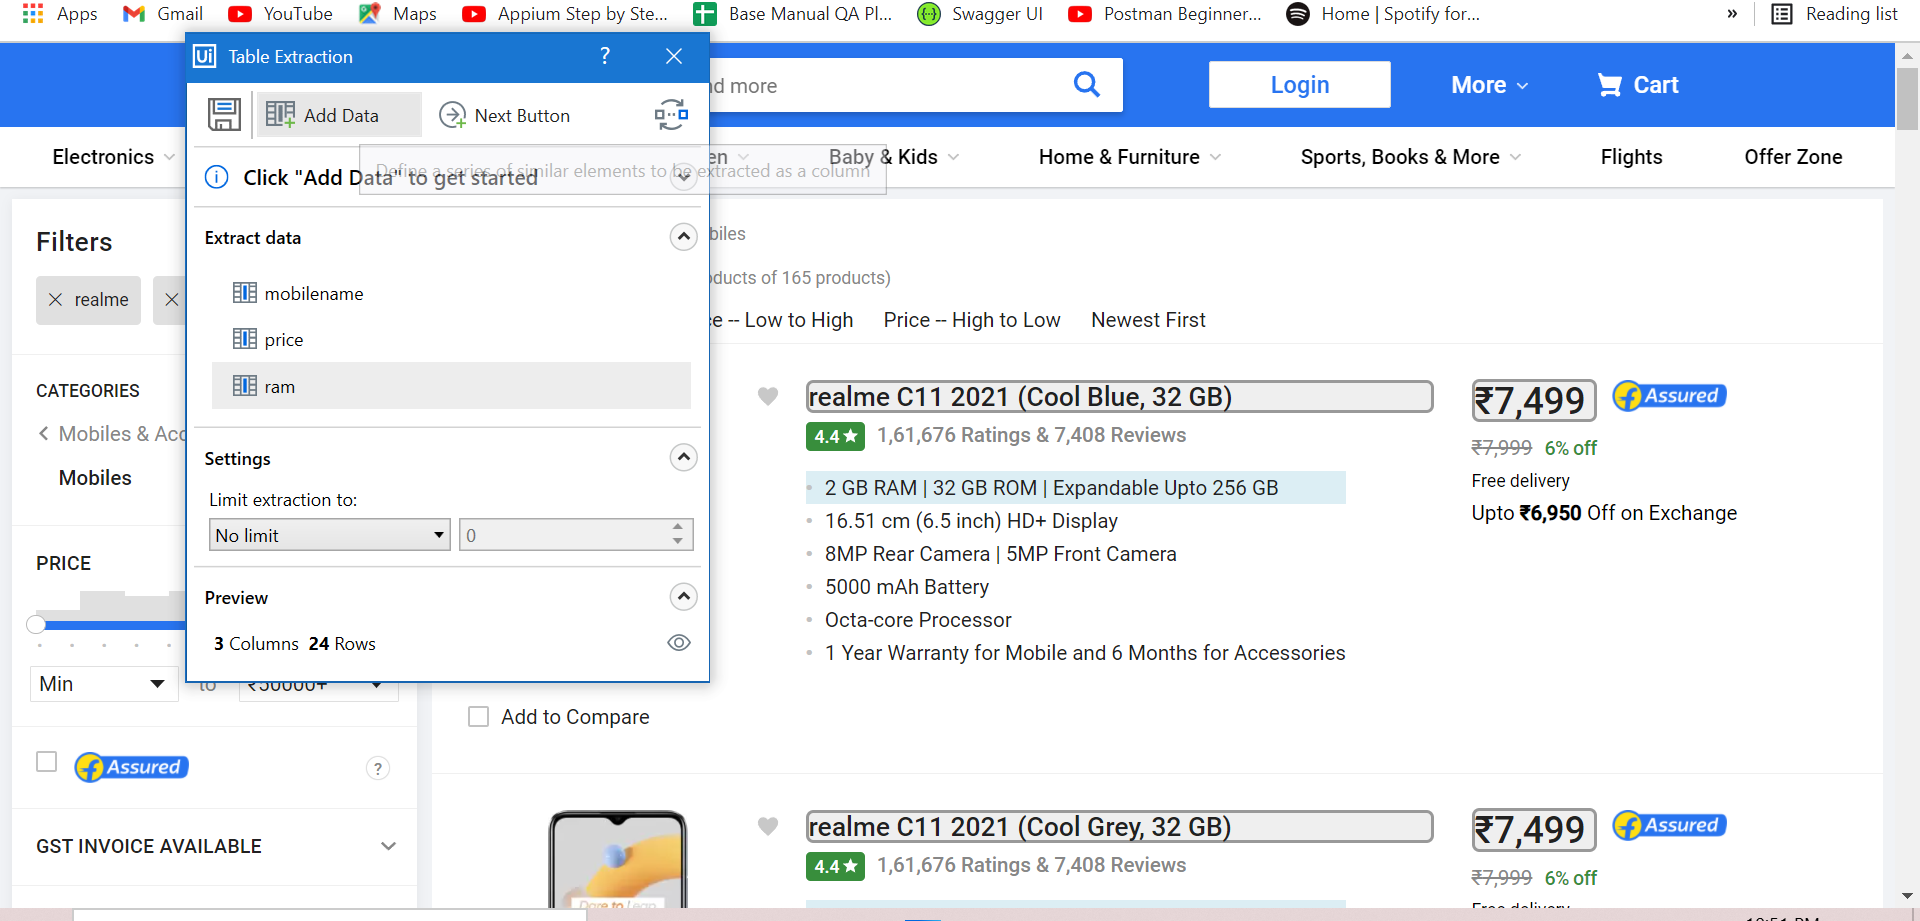 Apps Gmail YouTube Maps Appium Step by Ste... Base Manual QA Pl... Swagger UI Postman Beginner... Home | Spotify for... » Reading list
Ui Table Extraction ?
nd more Login More Cart
Add Data Next Button
Electronics en Baby & Kids Home & Furniture Sports, Books & More Flights Offer Zone
Define a series of similar elements to be extracted as a column
Click "Add Data" to get started
Filters
Extract data
biles
realme
oducts of 165 products)
mobilename
ce -- Low to High Price -- High to Low Newest First
price
ram
CATEGORIES
Mobiles & Acc
Mobiles
realme C11 2021 (Cool Blue, 32 GB) ₹7,499 Assured
4.4★ 1,61,676 Ratings & 7,408 Reviews ₹7,999 6% off
Settings
Free delivery
2 GB RAM | 32 GB ROM | Expandable Upto 256 GB
Limit extraction to:
Upto ₹6,950 Off on Exchange
16.51 cm (6.5 inch) HD+ Display
No limit 0
8MP Rear Camera | 5MP Front Camera
PRICE
5000 mAh Battery
Preview
Octa-core Processor
3 Columns 24 Rows
1 Year Warranty for Mobile and 6 Months for Accessories
Min to ₹50000+
Add to Compare
Assured ?
realme C11 2021 (Cool Grey, 32 GB) ₹7,499 Assured
GST INVOICE AVAILABLE
4.4★ 1,61,676 Ratings & 7,408 Reviews ₹7,999 6% off
Dare to Leap
Free delivery